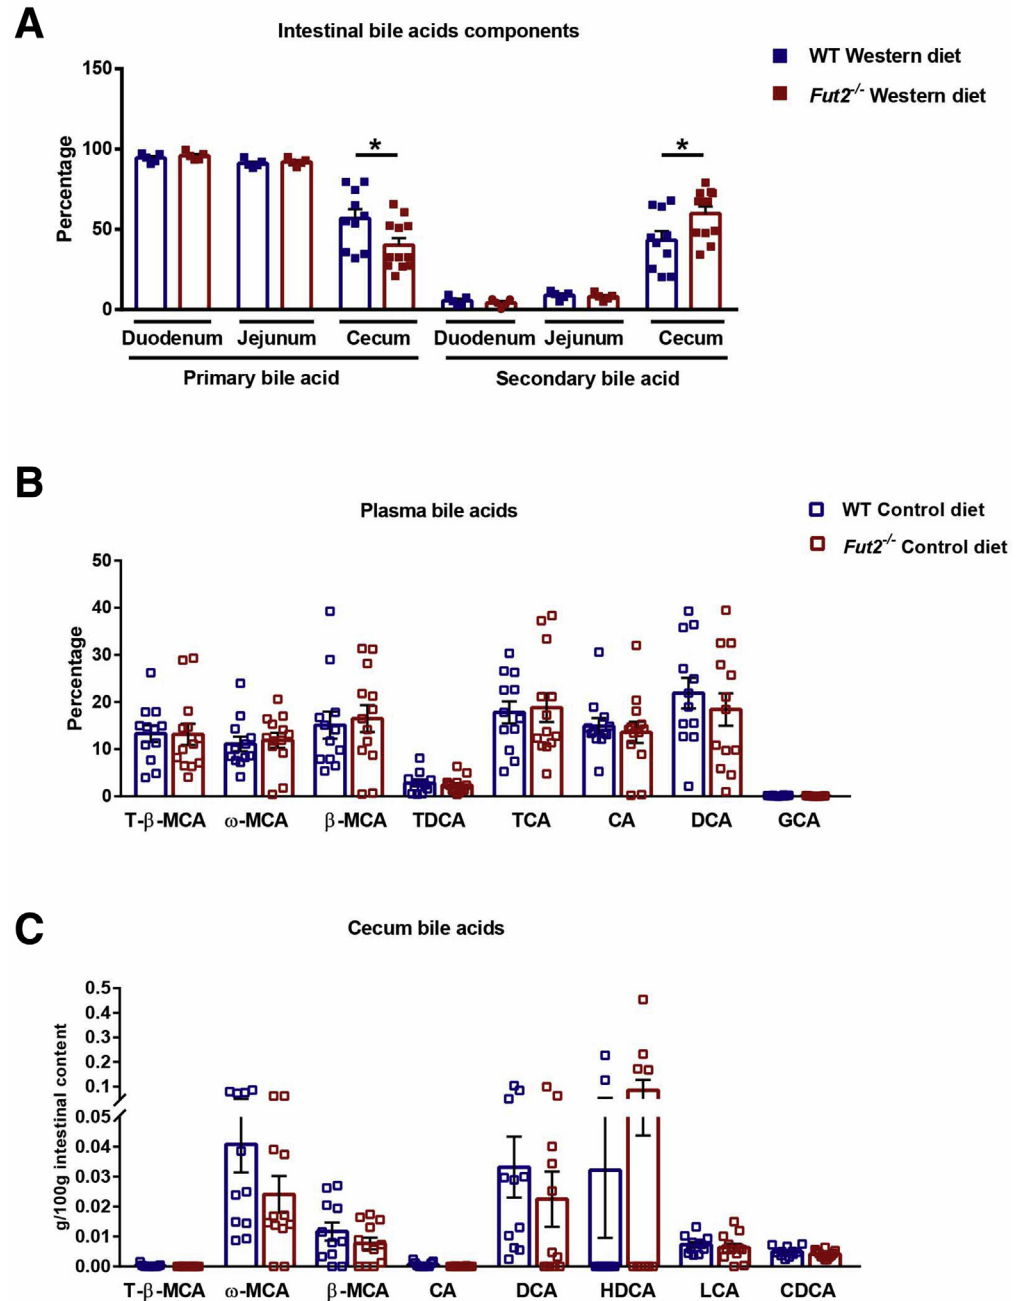 A
Intestinal bile acids components
WT Western diet
Fut2-/- Western diet
Percentage
150
100
50
0
*
*
Duodenum Jejunum Cecum Duodenum Jejunum Cecum
Primary bile acid Secondary bile acid
B
Plasma bile acids
WT Control diet
Fut2-/- Control diet
Percentage
50
40
30
20
10
0
T-β-MCA ω-MCA β-MCA TDCA TCA CA DCA GCA
C
Cecum bile acids
g/100g intestinal content
0.5
0.4
0.3
0.2
0.1
0.05
0.04
0.03
0.02
0.01
0.00
T-β-MCA ω-MCA β-MCA CA DCA HDCA LCA CDCA